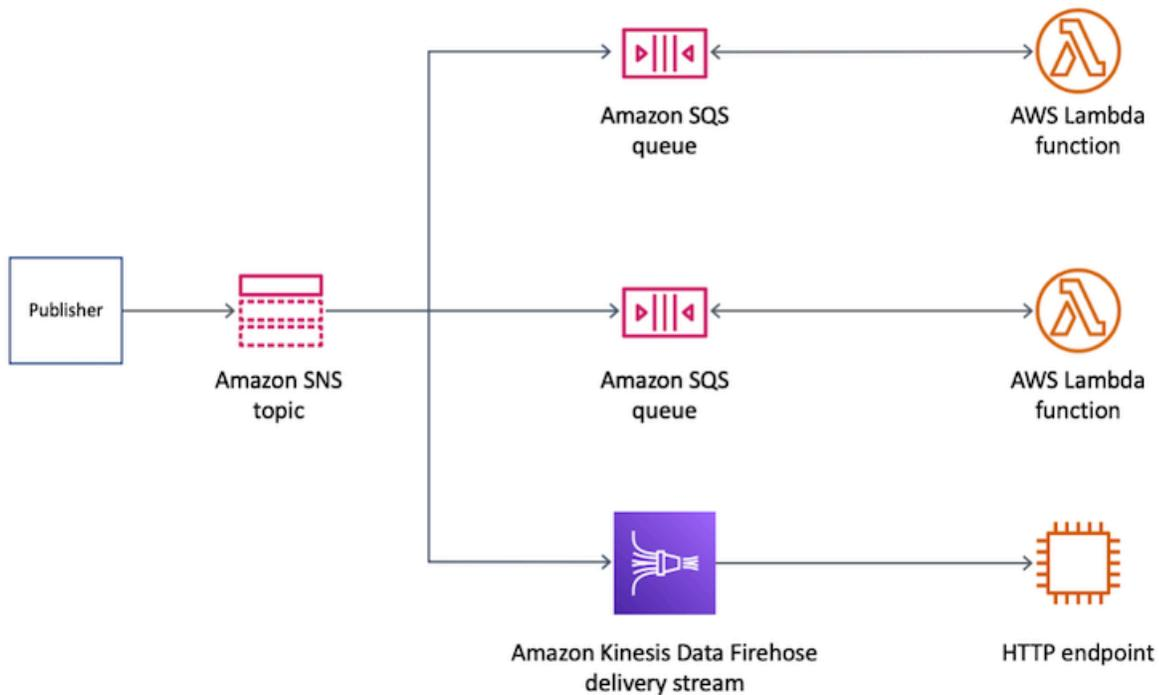 Amazon SQS
queue
AWS Lambda
function
Publisher
Amazon SNS
topic
Amazon SQS
queue
AWS Lambda
function
Amazon Kinesis Data Firehose
delivery stream
HTTP endpoint